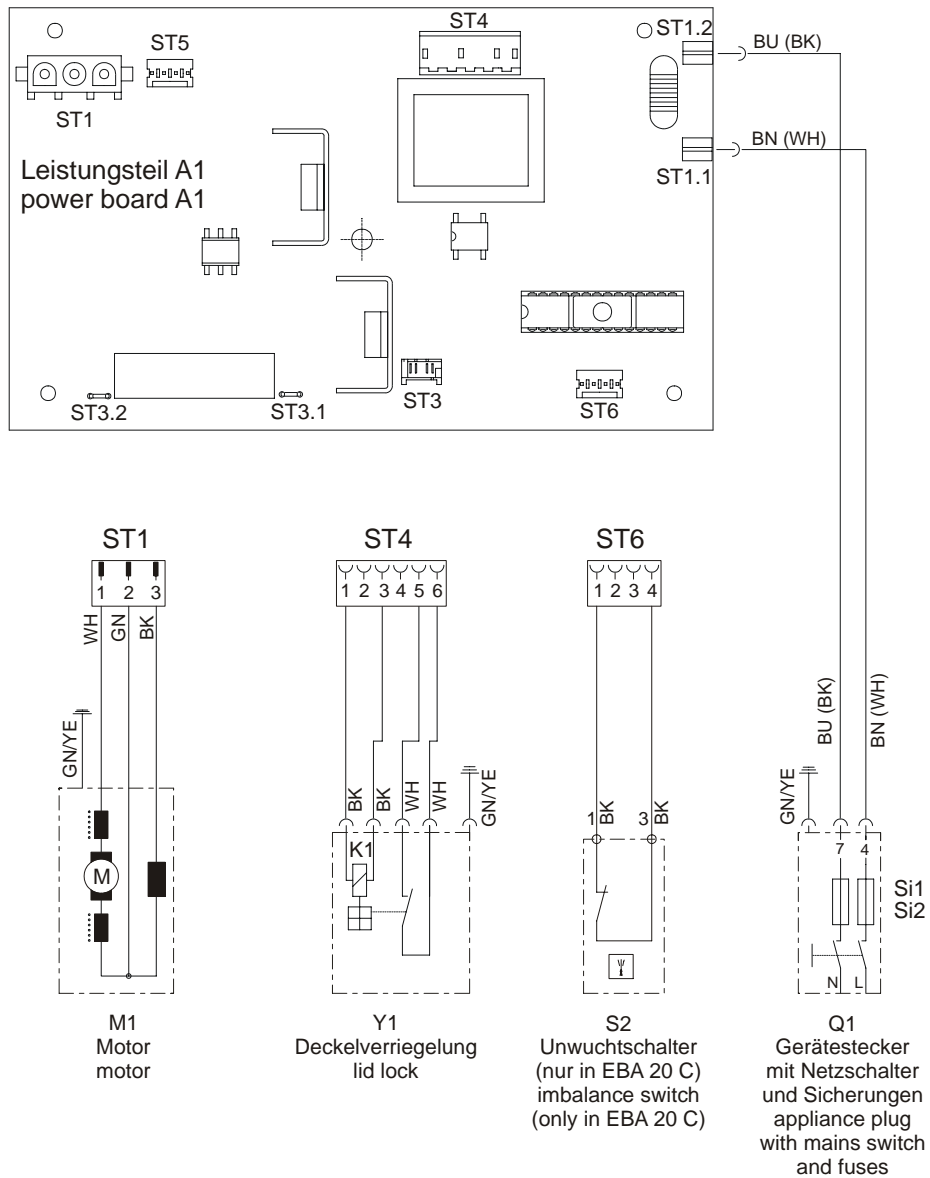 ST4
ST1.2
ST5
BU (BK)
ST1
BN (WH)
Leistungsteil A1
power board A1
ST1.1
ST3.2
ST3.1
ST3
ST6
ST1
ST4
ST6
1 2 3
1 2 3 4 5 6
1 2 3 4
WH
GN
BK
BU (BK)
BN (WH)
GN/YE
BK
BK
WH
WH
GN/YE
1
BK
3
BK
GN/YE
K1
7 4
M
Si1
Si2
N L
M1
Motor
motor
Y1
Deckelverriegelung
lid lock
S2
Unwuchtschalter
(nur in EBA 20 C)
imbalance switch
(only in EBA 20 C)
Q1
Gerätestecker
mit Netzschalter
und Sicherungen
appliance plug
with mains switch
and fuses